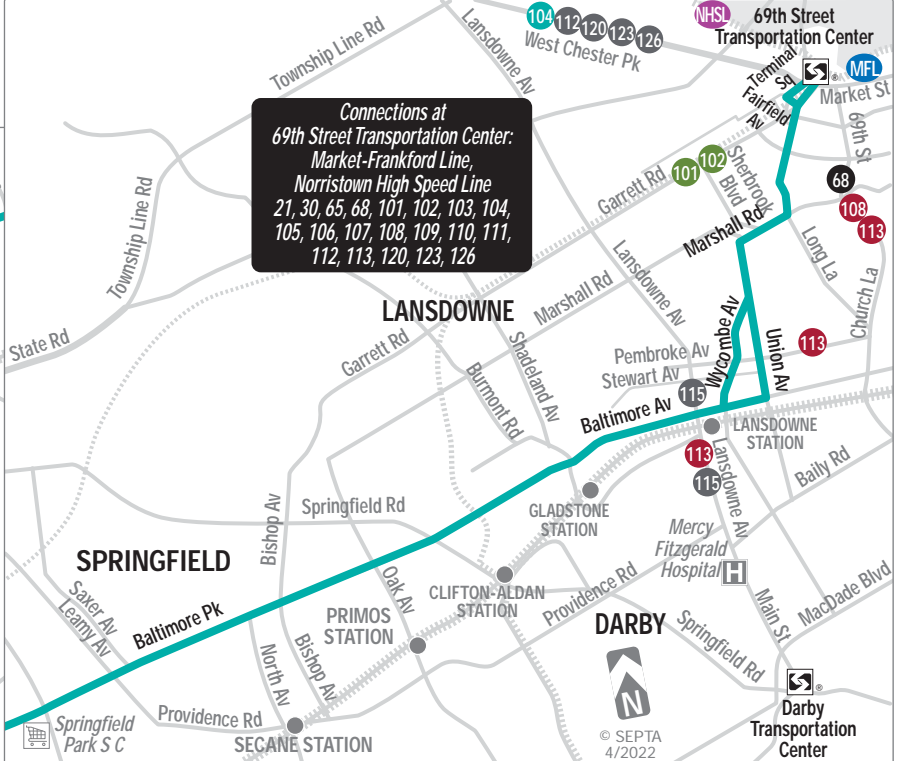 104
112
120
123
126
West Chester Pk
NHSL
69th Street
Transportation Center
MFL
Terminal
Sq
Fairfield
Av
Market St
69th St
Lansdowne Av
Township Line Rd
Connections at
69th Street Transportation Center:
Market-Frankford Line,
Norristown High Speed Line
21, 30, 65, 68, 101, 102, 103, 104,
105, 106, 107, 108, 109, 110, 111,
112, 113, 120, 123, 126
Township Line Rd
State Rd
Garrett Rd
101
102
Sherbrook
Blvd
68
108
113
Marshall Rd
Long La
Church La
LANSDOWNE
Marshall Rd
Lansdowne Av
Garrett Rd
Shadeland Av
Burmont Rd
Pembroke Av
Stewart Av
Wycombe Av
Union Av
113
115
Baltimore Av
LANSDOWNE
STATION
113
115
Lansdowne Av
Baily Rd
GLADSTONE
STATION
Mercy
Fitzgerald
Hospital
H
Springfield Rd
Bishop Av
SPRINGFIELD
Saxer Av
Leamy Av
Baltimore Pk
Oak Av
CLIFTON-ALDAN
STATION
Providence Rd
PRIMOS
STATION
DARBY
Springfield Rd
Main St
MacDade Blvd
North Av
Bishop Av
Providence Rd
SECANE STATION
Springfield
Park S C
N
© SEPTA
4/2022
Darby
Transportation
Center